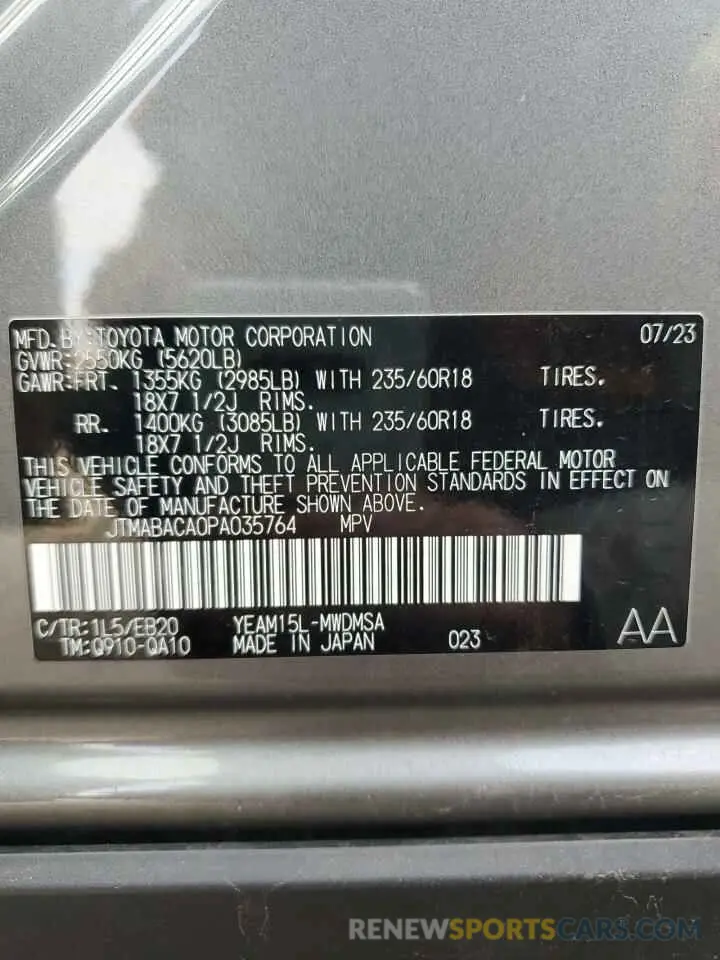 MFD. BY:TOYOTA MOTOR CORPORATION 07/23
GVWR:2550KG (5620LB)
GAWR:FRT. 1355KG (2985LB) WITH 235/60R18 TIRES.
18X7 1/2J RIMS.
RR. 1400KG (3085LB) WITH 235/60R18 TIRES.
18X7 1/2J RIMS.
THIS VEHICLE CONFORMS TO ALL APPLICABLE FEDERAL MOTOR
VEHICLE SAFETY AND THEFT PREVENTION STANDARDS IN EFFECT ON
THE DATE OF MANUFACTURE SHOWN ABOVE.
JTMABACA0PA035764 MPV
C/TR:1L5/EB20 YEAM15L-MWDMSA
TM:Q910-QA10 MADE IN JAPAN 023 AA
RENEWSPORTSCARS.COM